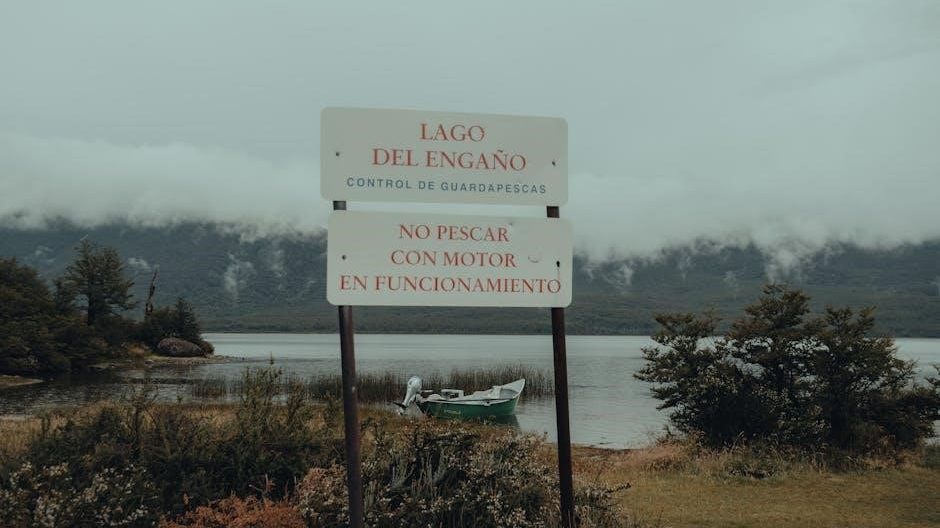 LAGO
DEL ENGAÑO
CONTROL DE GUARDAPESCAS
NO PESCAR
CON MOTOR
EN FUNCIONAMIENTO